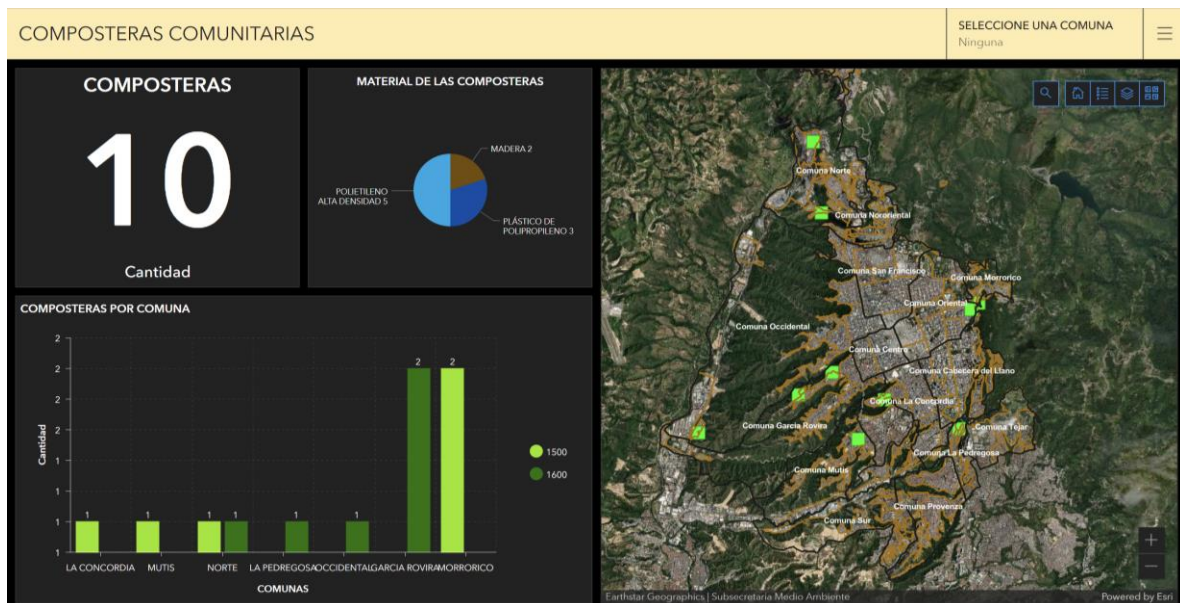 COMPOSTERAS COMUNITARIAS
SELECCIONE UNA COMUNA
Ninguna
COMPOSTERAS
10
Cantidad
MATERIAL DE LAS COMPOSTERAS
MADERA 2
POLIETILENO
ALTA DENSIDAD 5
PLÁSTICO DE
POLIPROPILENO 3
COMPOSTERAS POR COMUNA
Cantidad
2
2
2
2
1
1
1
1
1
1
1
1
1
1
2
2
1500
1600
LA CONCORDIA
MUTIS
NORTE
LA PEDREGOSA
OCCIDENTAL
GARCIA ROVIRA
MORRORICO
COMUNAS
Comuna Norte
Comuna Nororiental
Comuna San Francisco
Comuna Morrorico
Comuna Oriental
Comuna Occidental
Comuna Centro
Comuna Cabecera del Llano
Comuna La Concordia
Comuna García Rovira
Comuna Tejar
Comuna La Pedregosa
Comuna Mutis
Comuna Provenza
Comuna Sur
Earthstar Geographics | Subsecretaria Medio Ambiente
Powered by Esri